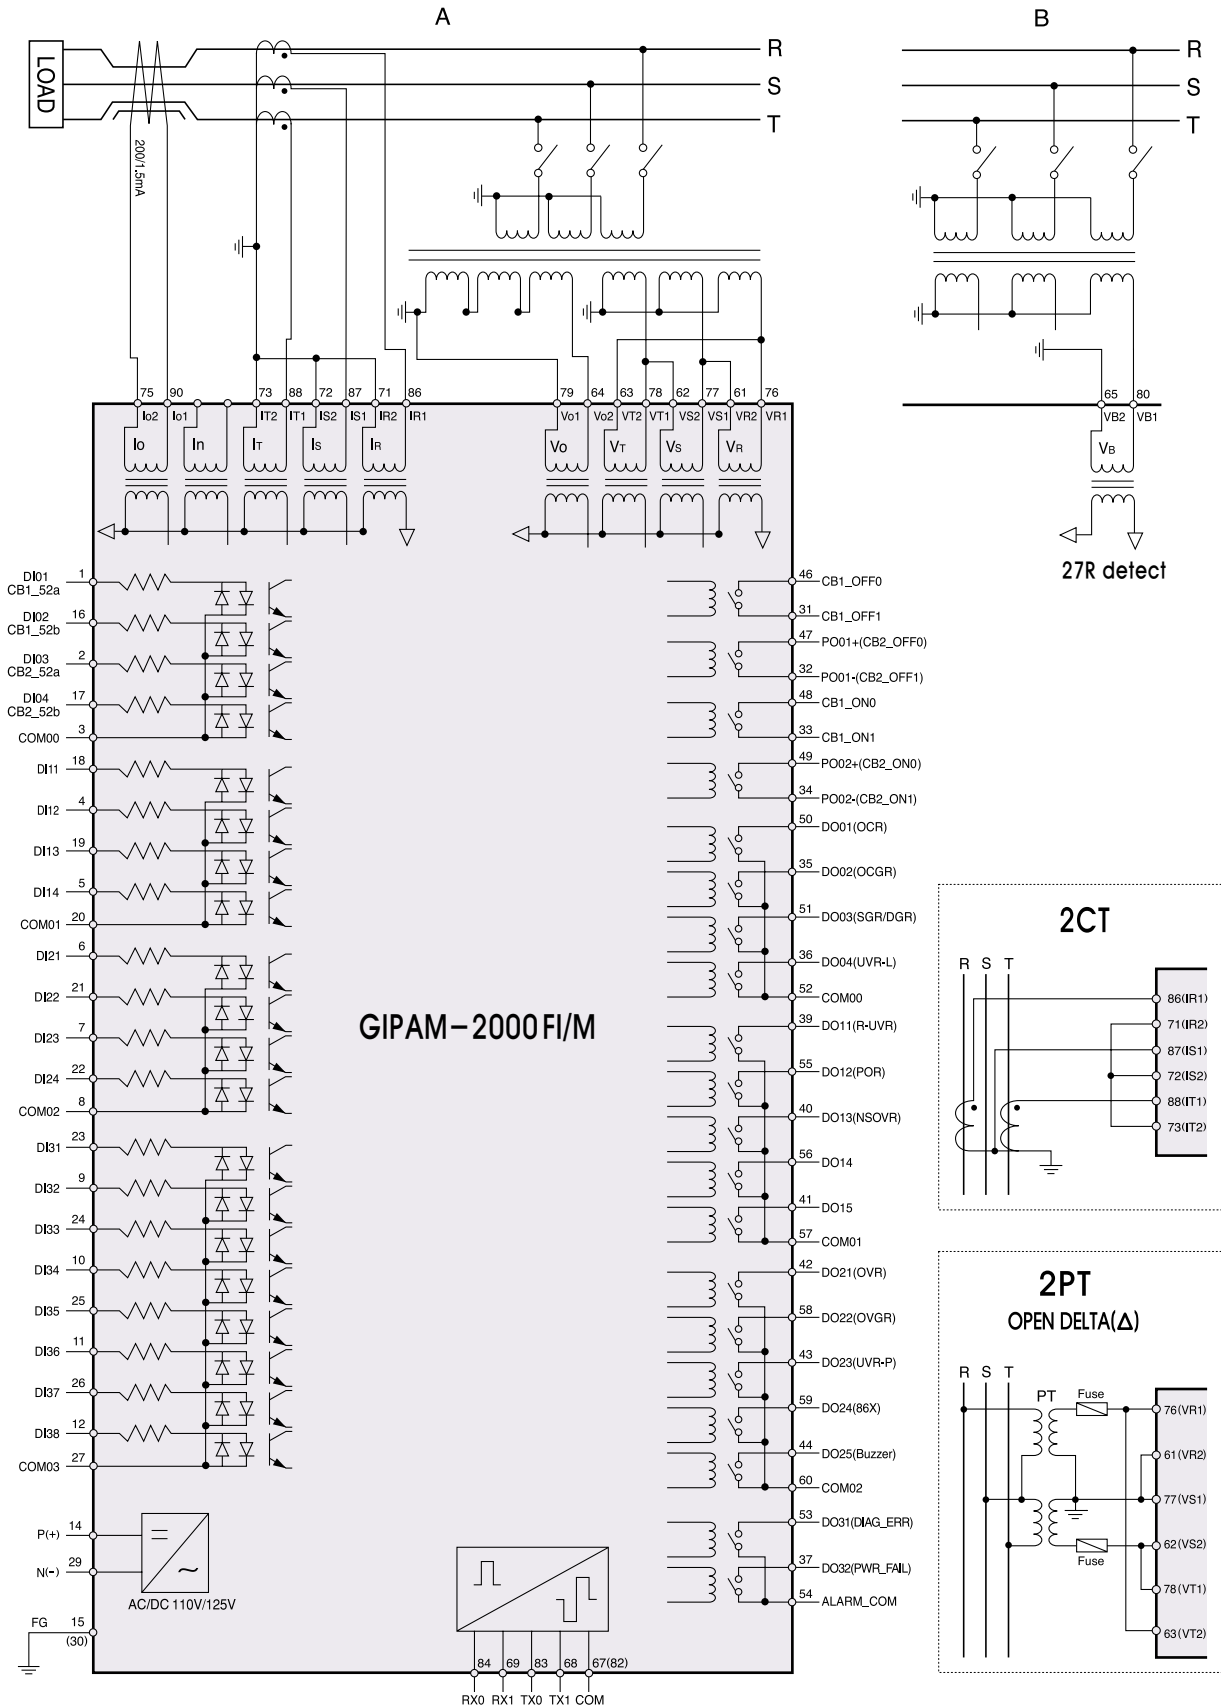 A
B
LOAD
R
S
T
R
S
T
200/1.5mA
75 90 73 88 72 87 71 86 79 64 63 78 62 77 61 76
Io2 Io1 IT2 IT1 IS2 IS1 IR2 IR1 Vo1 Vo2 VT2 VT1 VS2 VS1 VR2 VR1
Io In IT IS IR Vo VT VS VR
65 80
VB2 VB1
VB
27R detect
DI01 1
CB1_52a
DI02 16
CB1_52b
DI03 2
CB2_52a
DI04 17
CB2_52b
COM00 3
DI11 18
DI12 4
DI13 19
DI14 5
COM01 20
DI21 6
DI22 21
DI23 7
DI24 22
COM02 8
DI31 23
DI32 9
DI33 24
DI34 10
DI35 25
DI36 11
DI37 26
DI38 12
COM03 27
P(+) 14
N(-) 29
AC/DC 110V/125V
FG 15
(30)
GIPAM-2000 FI/M
46 CB1_OFF0
31 CB1_OFF1
47 PO01+(CB2_OFF0)
32 PO01-(CB2_OFF1)
48 CB1_ON0
33 CB1_ON1
49 PO02+(CB2_ON0)
34 PO02-(CB2_ON1)
50 DO01(OCR)
35 DO02(OCGR)
51 DO03(SGR/DGR)
36 DO04(UVR-L)
52 COM00
39 DO11(R-UVR)
55 DO12(POR)
40 DO13(NSOVR)
56 DO14
41 DO15
57 COM01
42 DO21(OVR)
58 DO22(OVGR)
43 DO23(UVR-P)
59 DO24(86X)
44 DO25(Buzzer)
60 COM02
53 DO31(DIAG_ERR)
37 DO32(PWR_FAIL)
54 ALARM_COM
84 69 83 68 67(82)
RX0 RX1 TX0 TX1 COM
2CT
R S T
86(IR1)
71(IR2)
87(IS1)
72(IS2)
88(IT1)
73(IT2)
2PT
OPEN DELTA(Δ)
R S T
PT
Fuse
76(VR1)
61(VR2)
77(VS1)
62(VS2)
Fuse
78(VT1)
63(VT2)